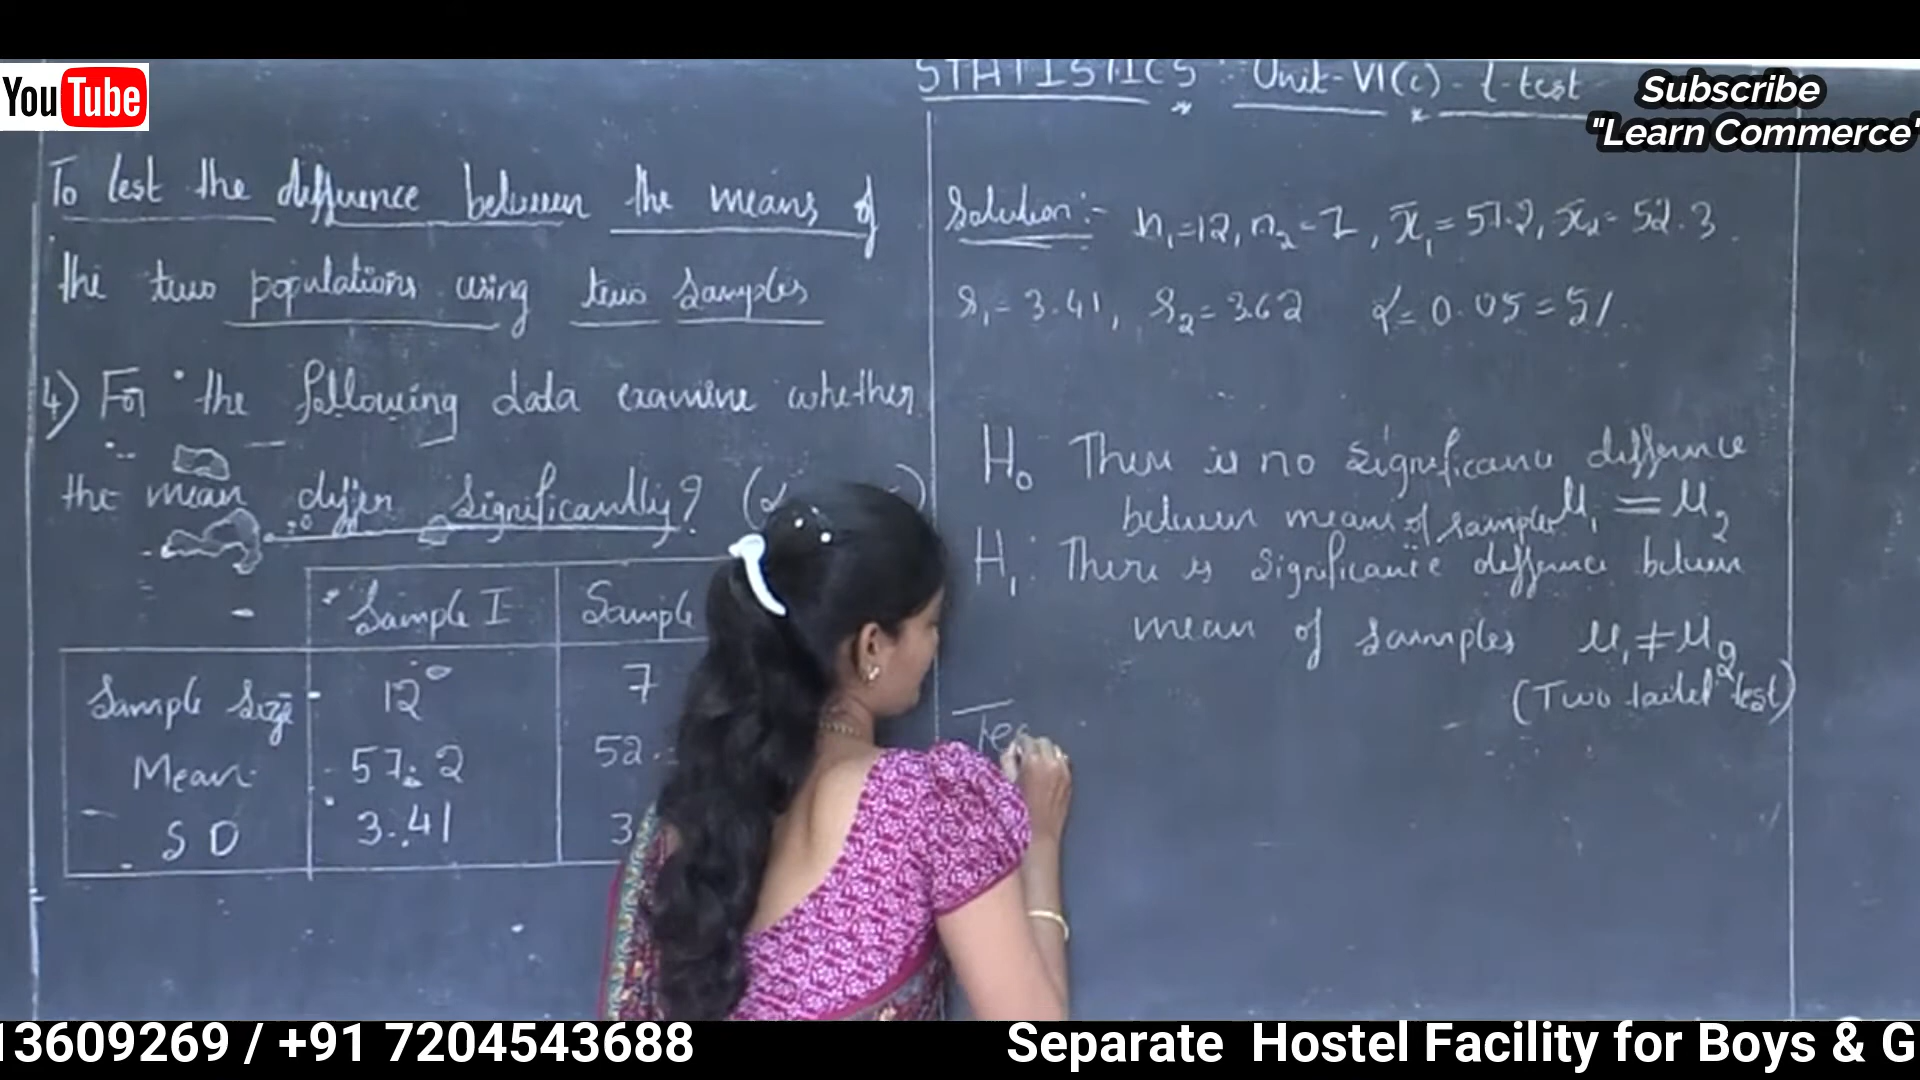 STATISTICS : Unit-VI(c) - t-test
YouTube
Subscribe
"Learn Commerce"
To test the difference between the means of
the two populations using two Samples
4) For the following data examine whether
the mean differ Significantly? (
Sample I
Sample
Sample Size
12
7
Mean
57.2
52.
S D
3.41
3
Solution:- n₁=12, n₂=7, x̄₁=57.2, x̄₂=52.3
s₁=3.41, s₂=3.62 α=0.05=5%
H₀ There is no Significance difference
between means of samples μ₁ = μ₂
H₁: There is Significance difference between
mean of Samples μ₁≠μ₂
(Two tailed test)
Tes
13609269 / +91 7204543688
Separate Hostel Facility for Boys & G